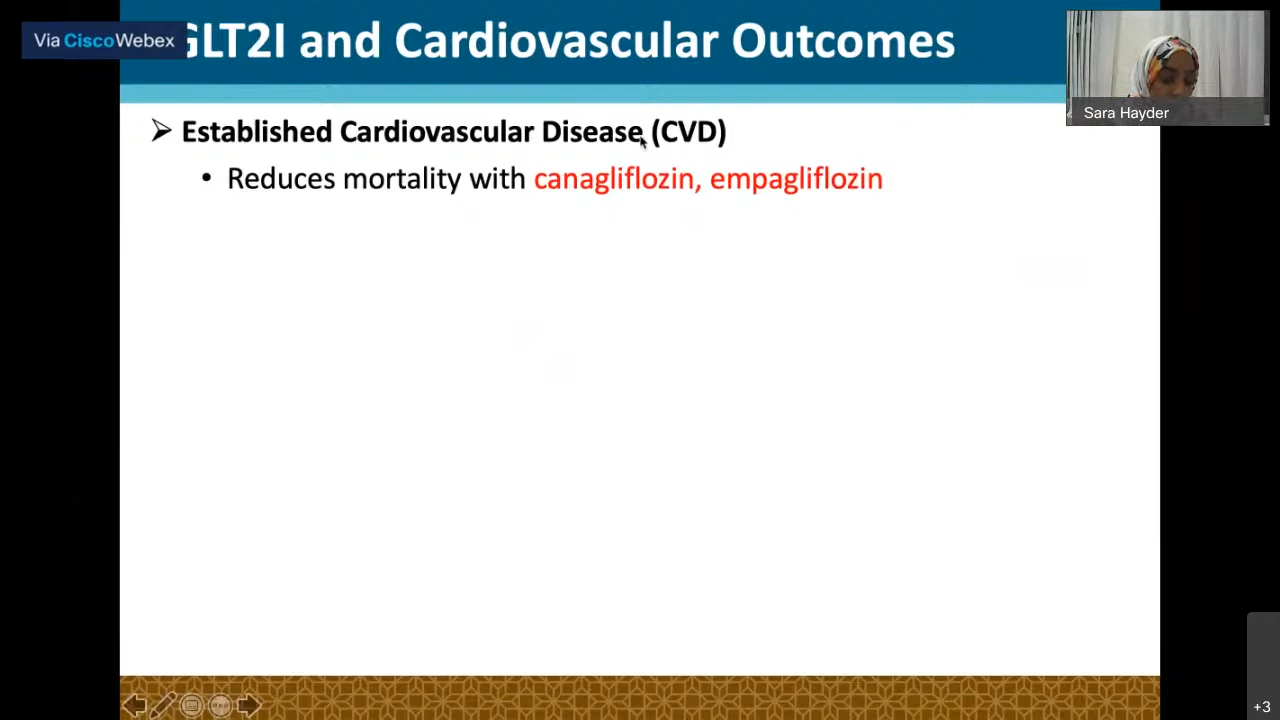 Via CiscoWebex
GLT2I and Cardiovascular Outcomes
Sara Hayder
➢ Established Cardiovascular Disease (CVD)
• Reduces mortality with canagliflozin, empagliflozin
+3